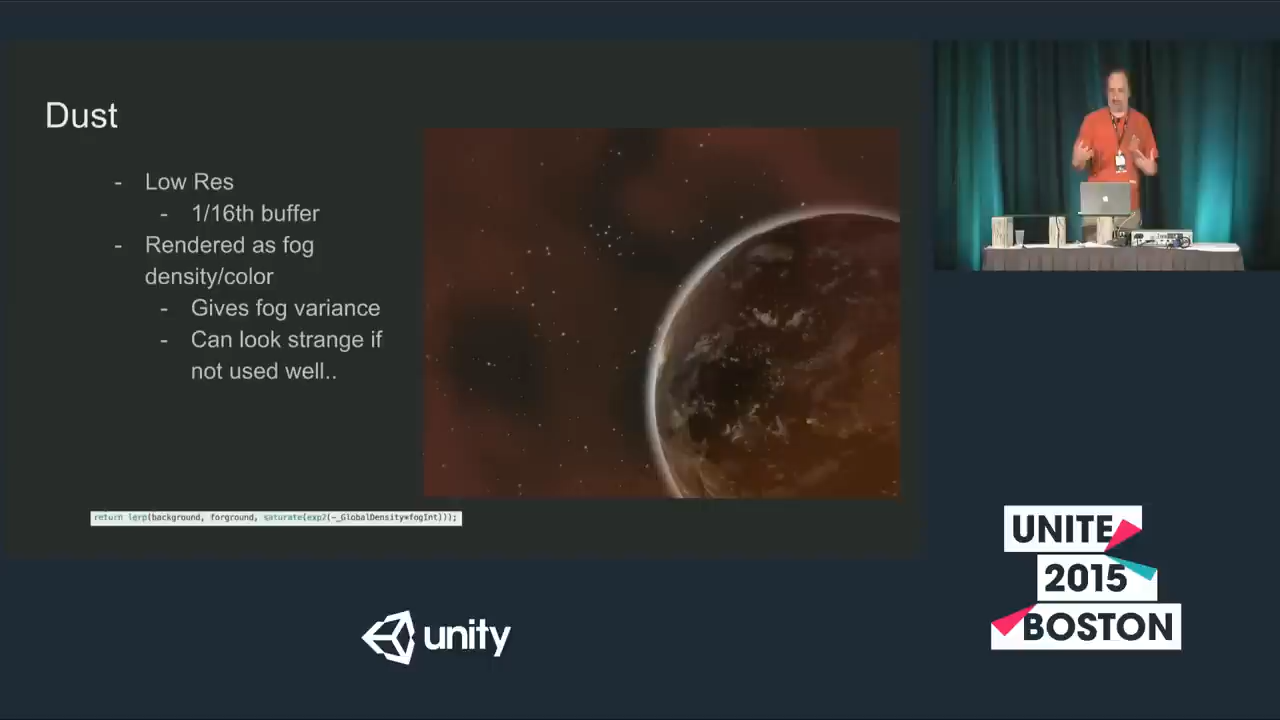 Dust
- Low Res
- 1/16th buffer
- Rendered as fog
density/color
- Gives fog variance
- Can look strange if
not used well..
return lerp(background, forground, saturate(exp2(-_GlobalDensity*fogInt)));
unity
UNITE
2015
BOSTON